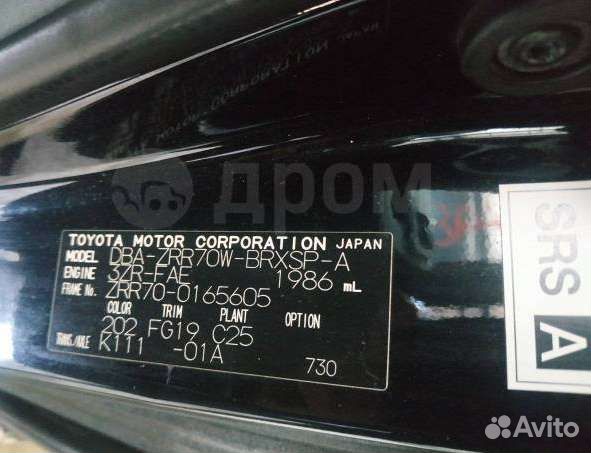 ДРОМ
TOYOTA MOTOR CORPORATION JAPAN
MODEL DBA-ZRR70W-BRXSP-A
ENGINE 3ZR-FAE 1986 mL
FRAME No. ZRR70-0165605
COLOR TRIM PLANT OPTION
202 FG19 C25
TRANS/AXLE K111 -01A
730
SRS A
Avito